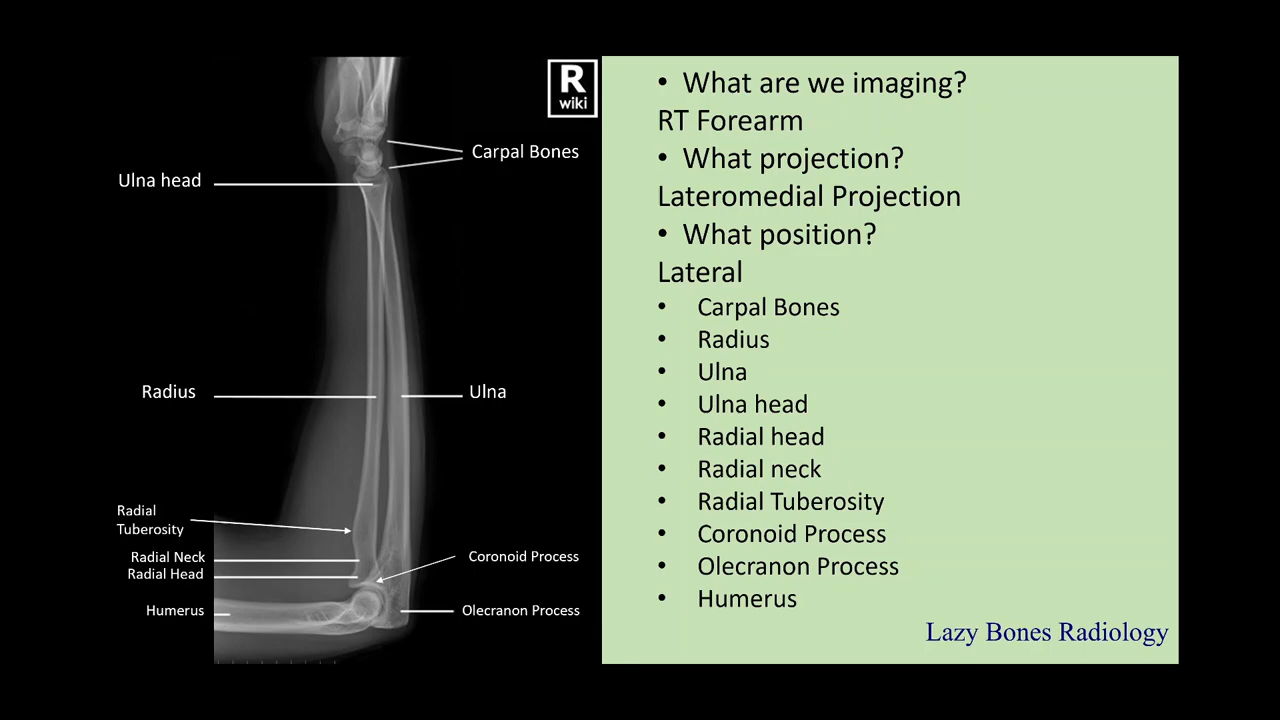 R
wiki
Carpal Bones
Ulna head
Radius
Ulna
Radial
Tuberosity
Radial Neck
Coronoid Process
Radial Head
Humerus
Olecranon Process
• What are we imaging?
RT Forearm
• What projection?
Lateromedial Projection
• What position?
Lateral
• Carpal Bones
• Radius
• Ulna
• Ulna head
• Radial head
• Radial neck
• Radial Tuberosity
• Coronoid Process
• Olecranon Process
• Humerus
Lazy Bones Radiology